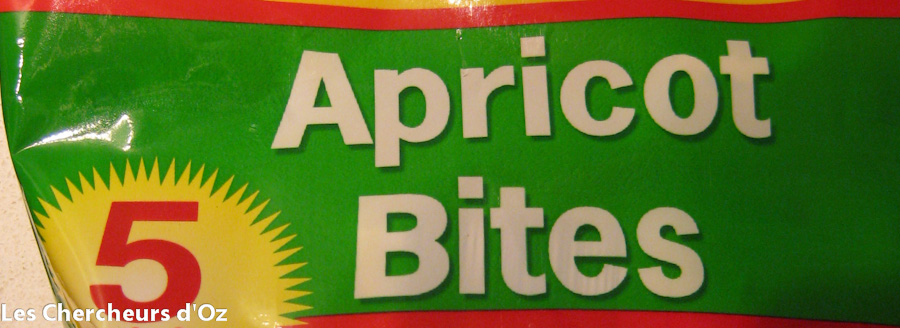 Apricot
Bites
5
Les Chercheurs d'Oz